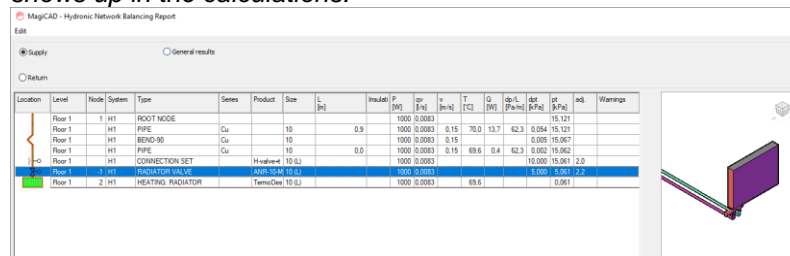 shows up in the calculations.
MagiCAD - Hydronic Network Balancing Report
Edit
Supply General results
Return
Location Level Node System Type Series Product Size L [m] Insulati P [W] qv [l/s] v [m/s] T [°C] Q [W] dp/L [Pa/m] dpt [kPa] pt [kPa] adj. Warnings
Floor 1 1 H1 ROOT NODE 1000 0,0083 15,121
Floor 1 H1 PIPE Cu 10 0,9 1000 0,0083 0,15 70,0 13,7 62,3 0,054 15,121
Floor 1 H1 BEND-90 Cu 10 1000 0,0083 0,15 0,005 15,067
Floor 1 H1 PIPE Cu 10 0,0 1000 0,0083 0,15 69,6 0,4 62,3 0,002 15,062
Floor 1 H1 CONNECTION SET H-valve+t 10 (L) 1000 0,0083 10,000 15,061 2,0
Floor 1 -1 H1 RADIATOR VALVE ANR-10-M 10 (L) 1000 0,0083 5,000 5,061 2,2
Floor 1 2 H1 HEATING: RADIATOR TermoDea 10 (L) 1000 0,0083 69,6 0,061